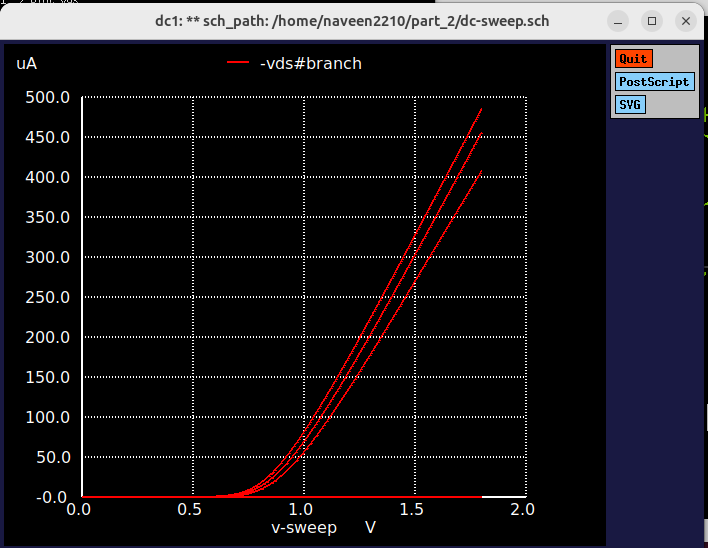 dc1: ** sch_path: /home/naveen2210/part_2/dc-sweep.sch
uA
-vds#branch
Quit
PostScript
SVG
500.0
450.0
400.0
350.0
300.0
250.0
200.0
150.0
100.0
50.0
-0.0
0.0 0.5 1.0 1.5 2.0
v-sweep V